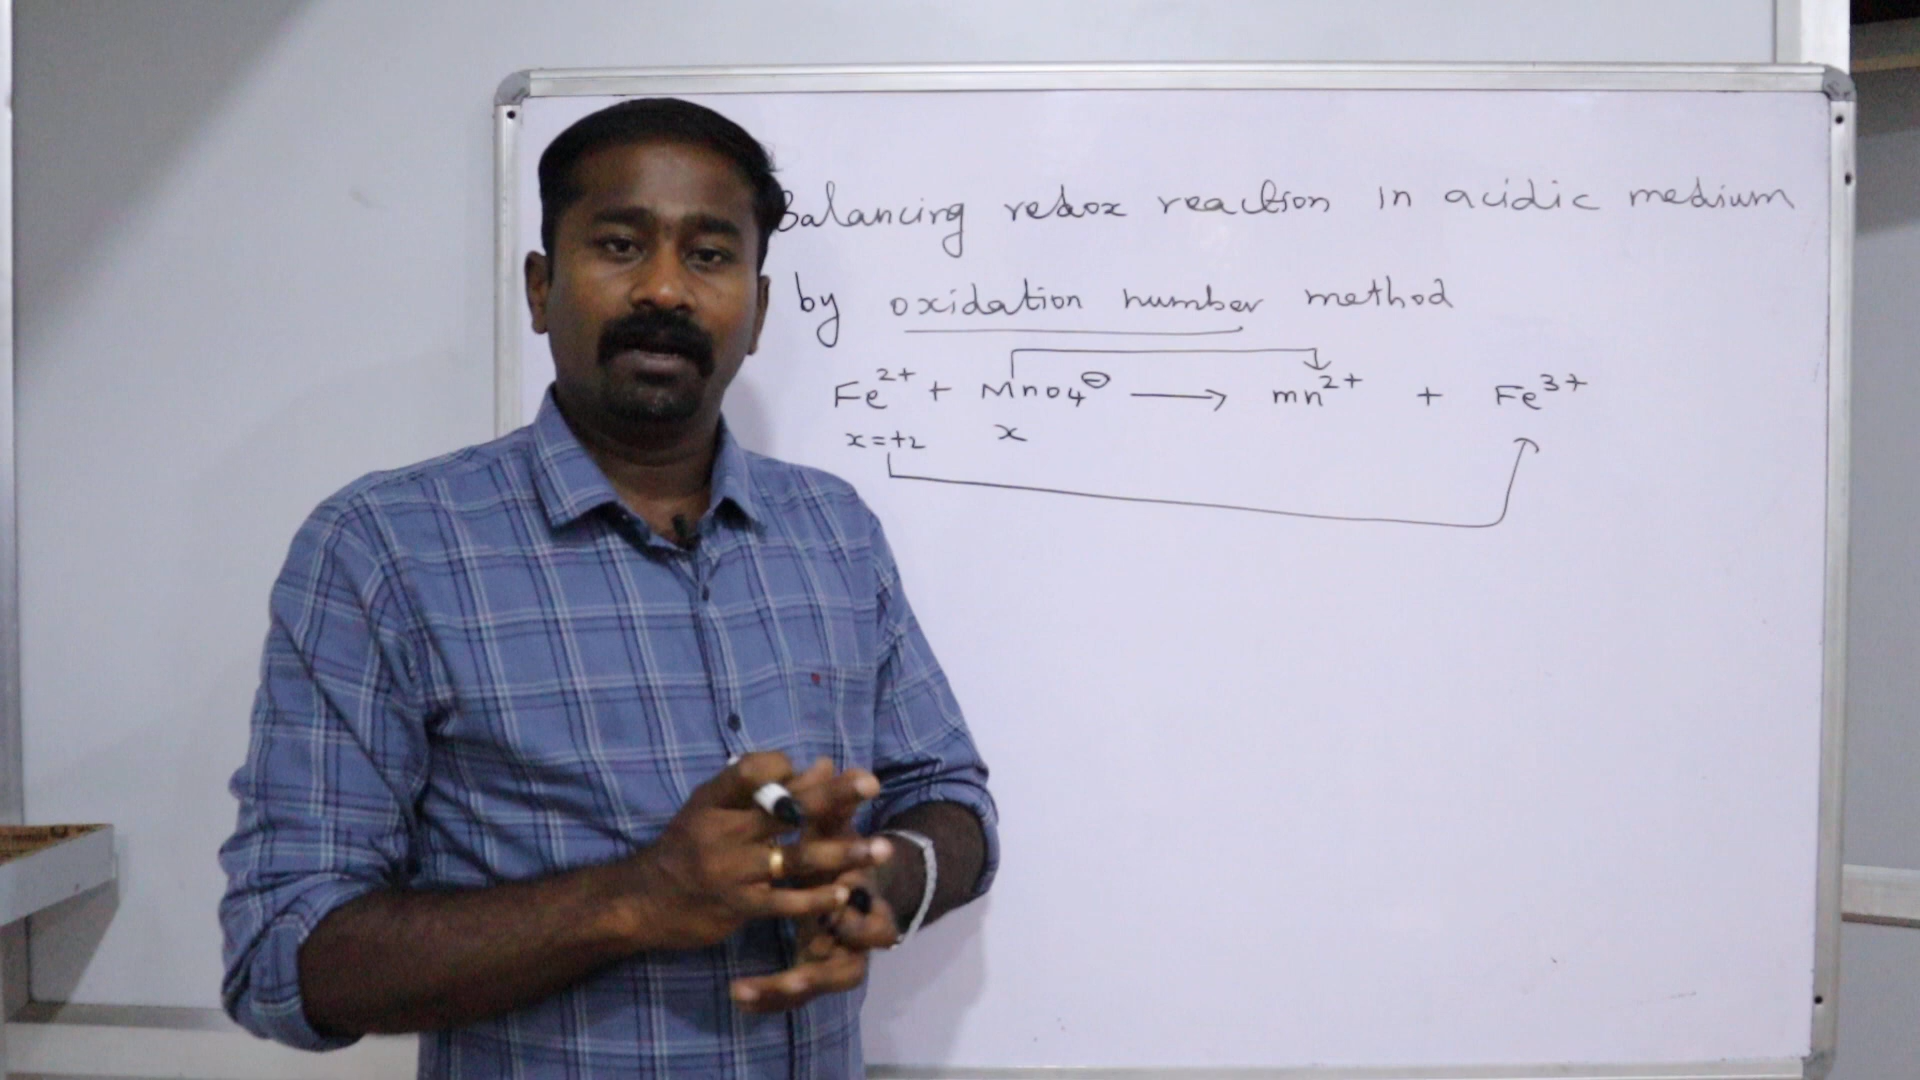 Balancing redox reaction in acidic medium
by oxidation number method
Fe²⁺ + MnO₄⊖ ⟶ mn²⁺ + Fe³⁺
x=+2 x